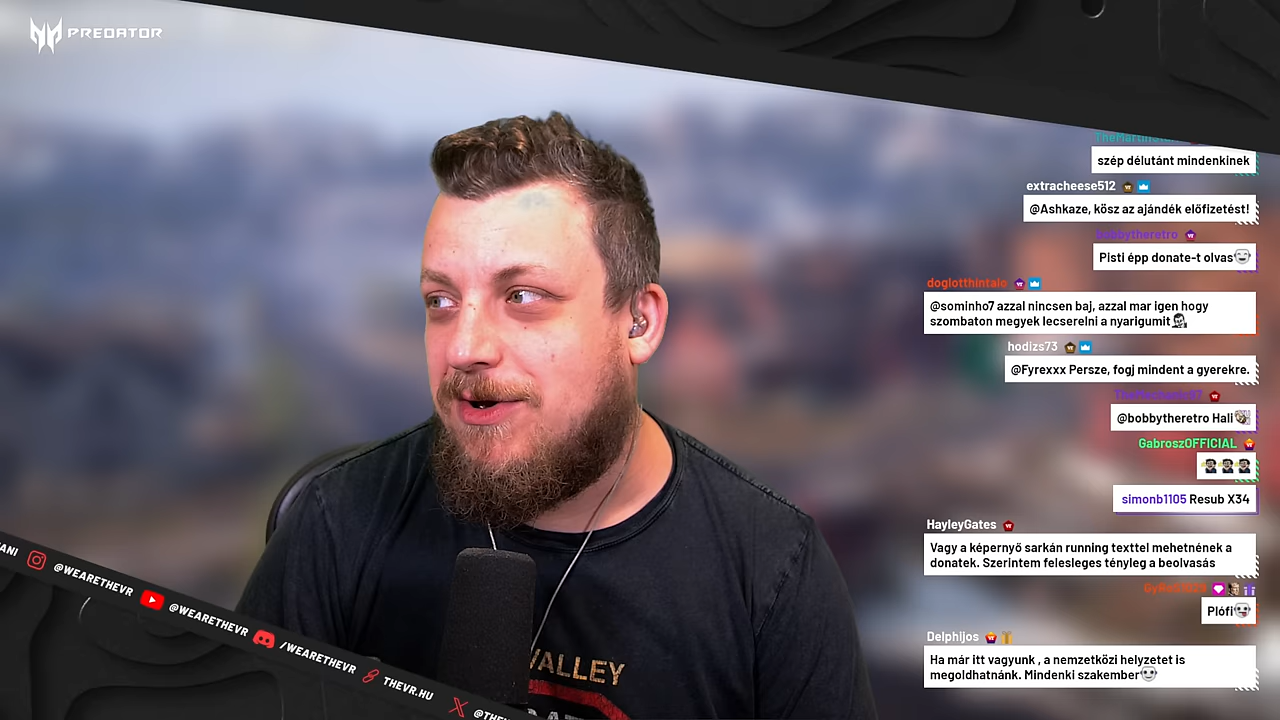 PREDATOR
szép délutánt mindenkinek
extracheese512
@Ashkaze, kösz az ajándék előfizetést!
bobbytheretro
Pisti épp donate-t olvas
doglotthintalo
@sominho7 azzal nincsen baj, azzal mar igen hogy
szombaton megyek lecserelni a nyarigumit
hodizs73
@Fyrexxx Persze, fogj mindent a gyerekre.
@bobbytheretro Hali
GabroszOFFICIAL
simonb1105 Resub X34
HayleyGates
Vagy a képernyő sarkán running texttel mehetnének a
donatek. Szerintem felesleges tényleg a beolvasás
Plófi
Delphijos
Ha már itt vagyunk , a nemzetközi helyzetet is
megoldhatnánk. Mindenki szakember
@WEARETHEVR
@WEARETHEVR
/WEARETHEVR
THEVR.HU
VALLEY